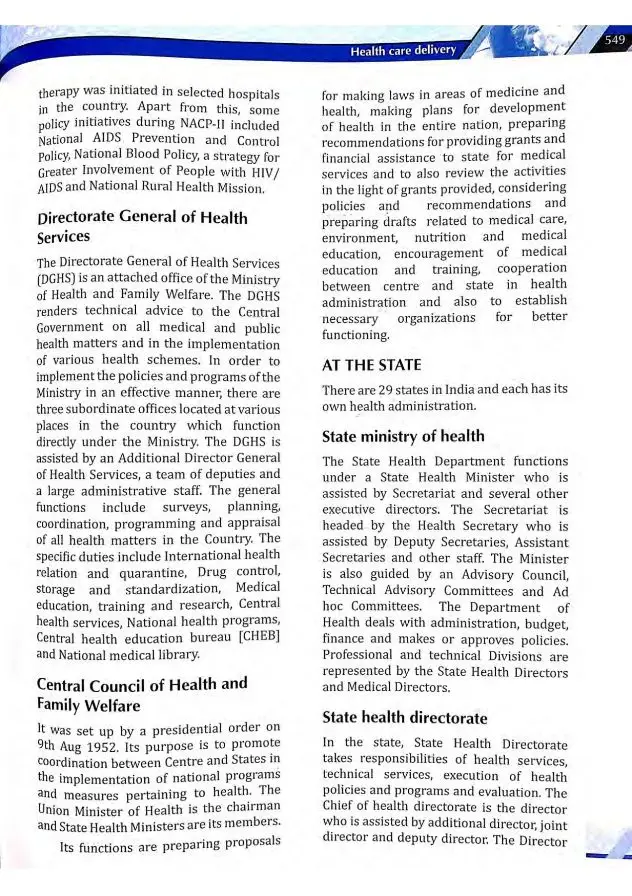 Health care delivery
549
therapy was initiated in selected hospitals
in the country. Apart from this, some
policy initiatives during NACP-II included
National AIDS Prevention and Control
Policy, National Blood Policy, a strategy for
Greater Involvement of People with HIV/
AIDS and National Rural Health Mission.
Directorate General of Health
Services
The Directorate General of Health Services
(DGHS) is an attached office of the Ministry
of Health and Family Welfare. The DGHS
renders technical advice to the Central
Government on all medical and public
health matters and in the implementation
of various health schemes. In order to
implement the policies and programs of the
Ministry in an effective manner, there are
three subordinate offices located at various
places in the country which function
directly under the Ministry. The DGHS is
assisted by an Additional Director General
of Health Services, a team of deputies and
a large administrative staff. The general
functions include surveys, planning,
coordination, programming and appraisal
of all health matters in the Country. The
specific duties include International health
relation and quarantine, Drug control,
storage and standardization, Medical
education, training and research, Central
health services, National health programs,
Central health education bureau [CHEB]
and National medical library.
Central Council of Health and
Family Welfare
It was set up by a presidential order on
9th Aug 1952. Its purpose is to promote
coordination between Centre and States in
the implementation of national programs
and measures pertaining to health. The
Union Minister of Health is the chairman
and State Health Ministers are its members.
Its functions are preparing proposals
for making laws in areas of medicine and
health, making plans for development
of health in the entire nation, preparing
recommendations for providing grants and
financial assistance to state for medical
services and to also review the activities
in the light of grants provided, considering
policies and recommendations and
preparing drafts related to medical care,
environment, nutrition and medical
education, encouragement of medical
education and training, cooperation
between centre and state in health
administration and also to establish
necessary organizations for better
functioning.
AT THE STATE
There are 29 states in India and each has its
own health administration.
State ministry of health
The State Health Department functions
under a State Health Minister who is
assisted by Secretariat and several other
executive directors. The Secretariat is
headed by the Health Secretary who is
assisted by Deputy Secretaries, Assistant
Secretaries and other staff. The Minister
is also guided by an Advisory Council,
Technical Advisory Committees and Ad
hoc Committees. The Department of
Health deals with administration, budget,
finance and makes or approves policies.
Professional and technical Divisions are
represented by the State Health Directors
and Medical Directors.
State health directorate
In the state, State Health Directorate
takes responsibilities of health services,
technical services, execution of health
policies and programs and evaluation. The
Chief of health directorate is the director
who is assisted by additional director, joint
director and deputy director. The Director